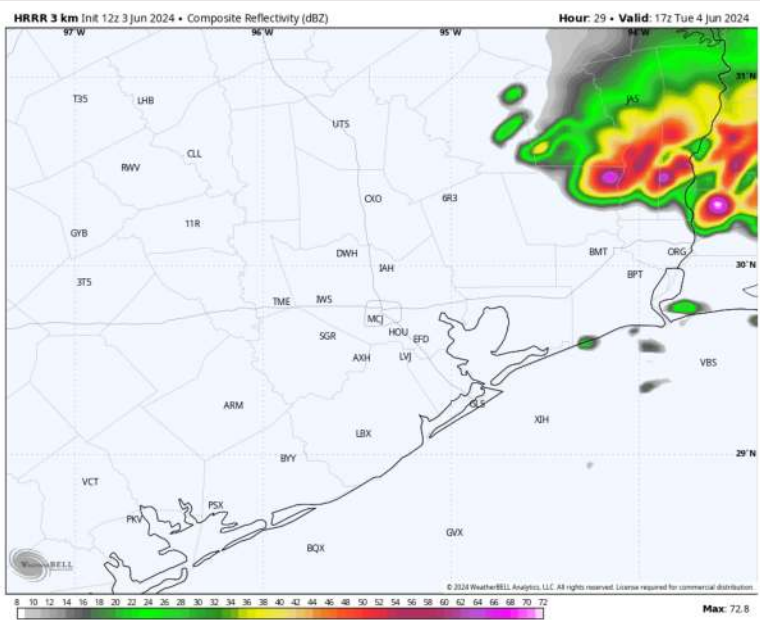 HRRR 3 km Init 12z 3 Jun 2024 • Composite Reflectivity (dBZ) Hour: 29 • Valid: 17z Tue 4 Jun 2024
97°W 96°W 95°W 94°W
31°N
T35 LHB JAS
UTS
CLL
RWV
CXO 6R3
11R
GYB
DWH BMT ORG
IAH 30°N
3T5 BPT
TME IWS
MCJ
SGR HOU EFD
AXH LVJ VBS
ARM GLS
XIH
LBX
BYY 29°N
VCT
PSX
PKV
GVX
BQX
WeatherBELL
© 2024 WeatherBELL Analytics, LLC. All rights reserved. License required for commercial distribution.
8 10 12 14 16 18 20 22 24 26 28 30 32 34 36 38 40 42 44 46 48 50 52 54 56 58 60 62 64 66 68 70 72
Max: 72.8